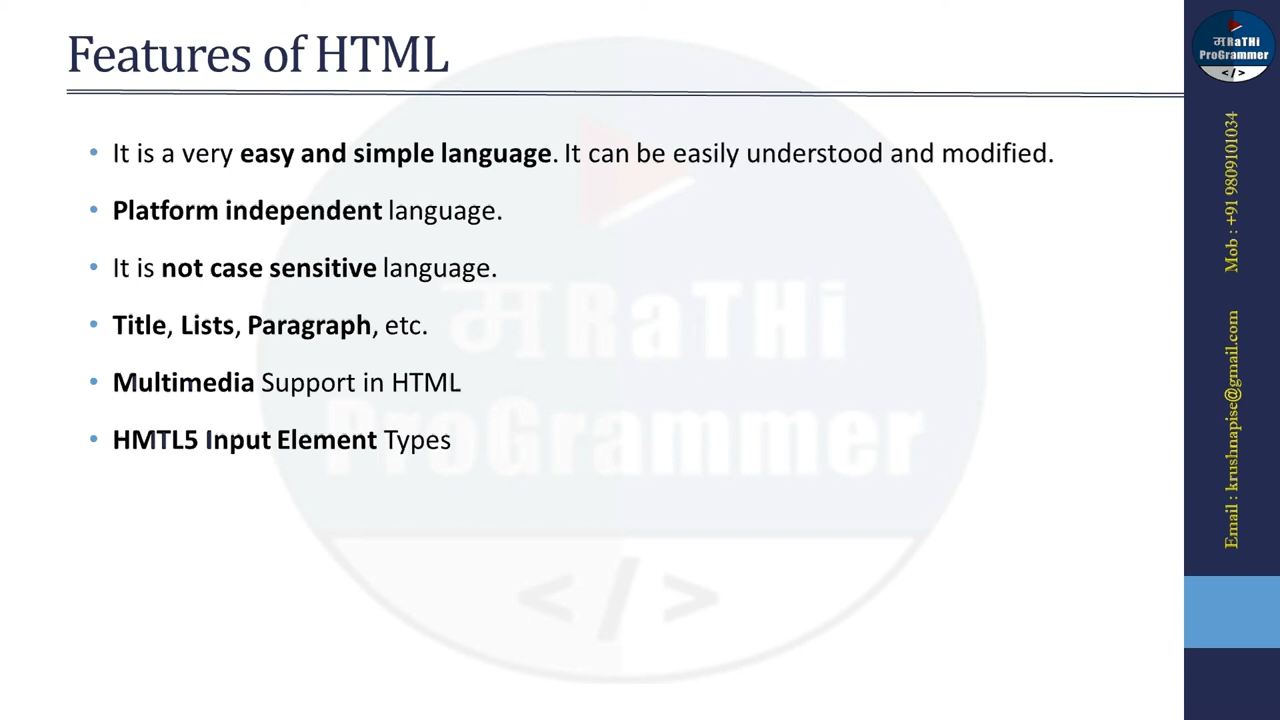 Features of HTML
It is a very easy and simple language. It can be easily understood and modified.
Platform independent language.
It is not case sensitive language.
Title, Lists, Paragraph, etc.
Multimedia Support in HTML
HMTL5 Input Element Types
मRaTHi
ProGrammer
</>
मRaTHi
ProGrammer
</>
Email : krushnapise@gmail.com Mob : +91 9809101034